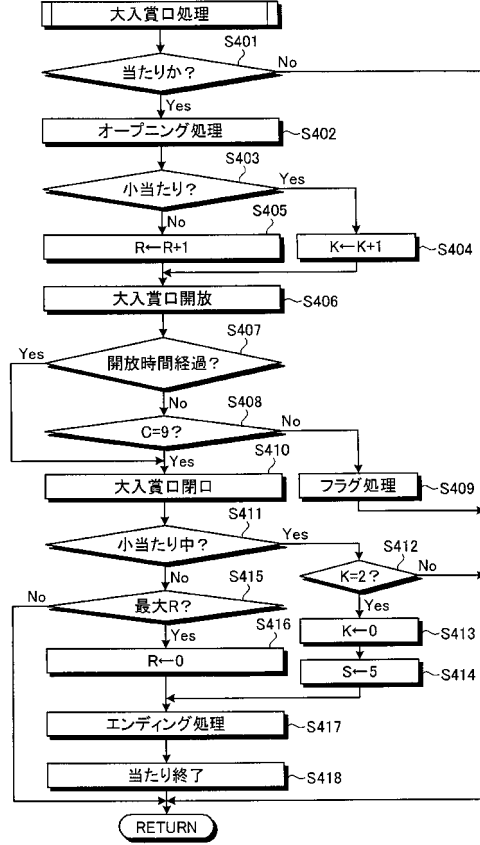 大入賞口処理
S401
当たりか?
No
Yes
オープニング処理
S402
S403
小当たり?
Yes
No
S405
R←R+1
K←K+1
S404
大入賞口開放
S406
S407
Yes
開放時間経過?
No
S408
C=9?
No
Yes
S410
大入賞口閉口
フラグ処理
S409
S411
小当たり中?
Yes
S412
No
K=2?
No
S415
No
最大R?
Yes
Yes
S416
K←0
S413
R←0
S←5
S414
エンディング処理
S417
当たり終了
S418
RETURN